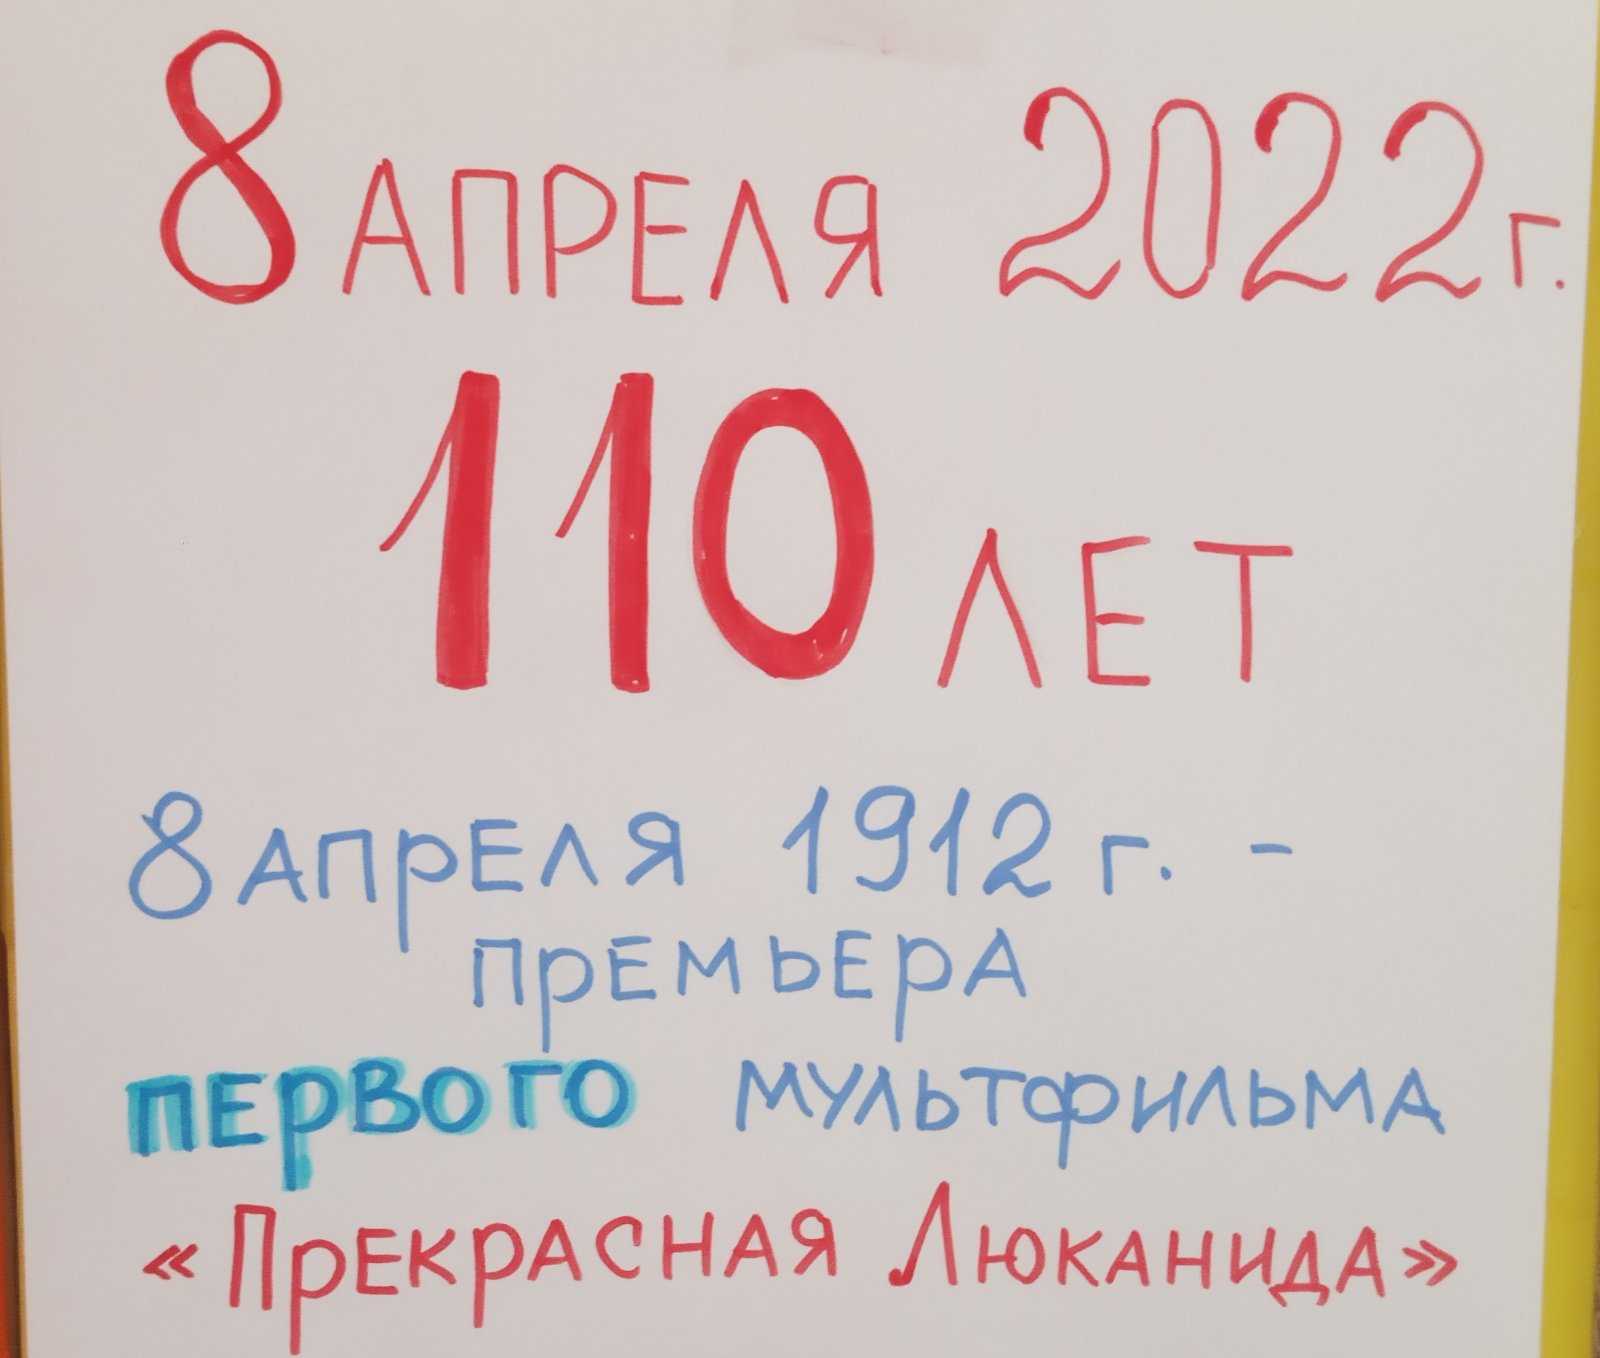 8 АПРЕЛЯ 2022 г.
110 ЛЕТ
8 АПРЕЛЯ 1912 г. -
ПРЕМЬЕРА
ПЕРВОГО МУЛЬТФИЛЬМА
«ПРЕКРАСНАЯ ЛЮКАНИДА»